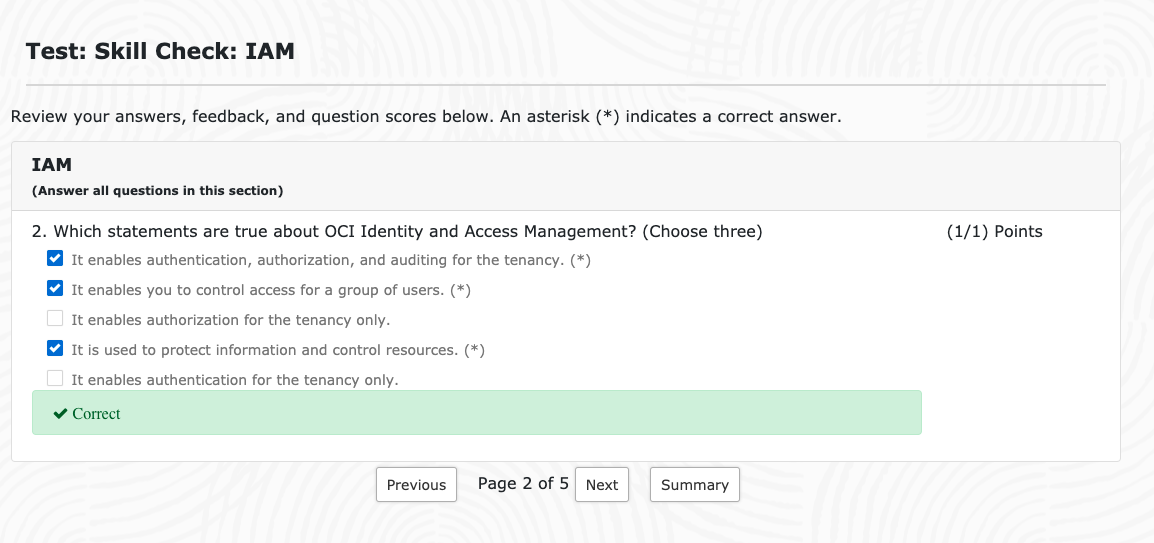 Test: Skill Check: IAM
Review your answers, feedback, and question scores below. An asterisk (*) indicates a correct answer.
IAM
(Answer all questions in this section)
2. Which statements are true about OCI Identity and Access Management? (Choose three) (1/1) Points
It enables authentication, authorization, and auditing for the tenancy. (*)
It enables you to control access for a group of users. (*)
It enables authorization for the tenancy only.
It is used to protect information and control resources. (*)
It enables authentication for the tenancy only.
Correct
Previous Page 2 of 5 Next Summary